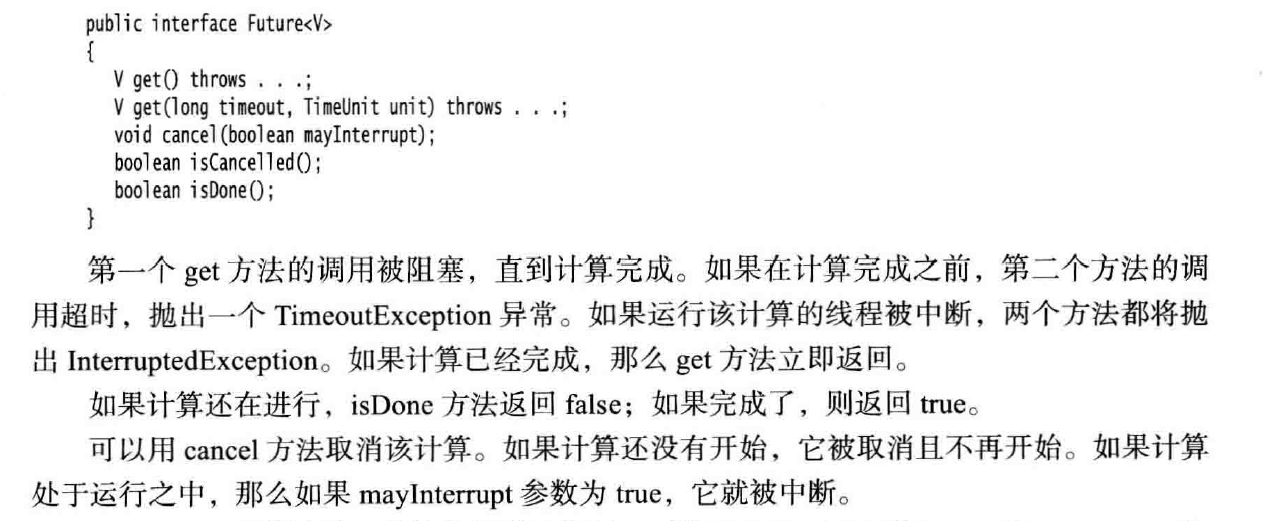 public interface Future<V>
{
V get() throws . . .;
V get(long timeout, TimeUnit unit) throws . . .;
void cancel(boolean mayInterrupt);
boolean isCancelled();
boolean isDone();
}
第一个 get 方法的调用被阻塞，直到计算完成。如果在计算完成之前，第二个方法的调
用超时，抛出一个 TimeoutException 异常。如果运行该计算的线程被中断，两个方法都将抛
出 InterruptedException。如果计算已经完成，那么 get 方法立即返回。
如果计算还在进行，isDone 方法返回 false；如果完成了，则返回 true。
可以用 cancel 方法取消该计算。如果计算还没有开始，它被取消且不再开始。如果计算
处于运行之中，那么如果 mayInterrupt 参数为 true，它就被中断。